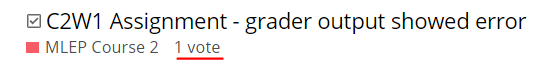 C2W1 Assignment - grader output showed error
MLEP Course 2 1 vote